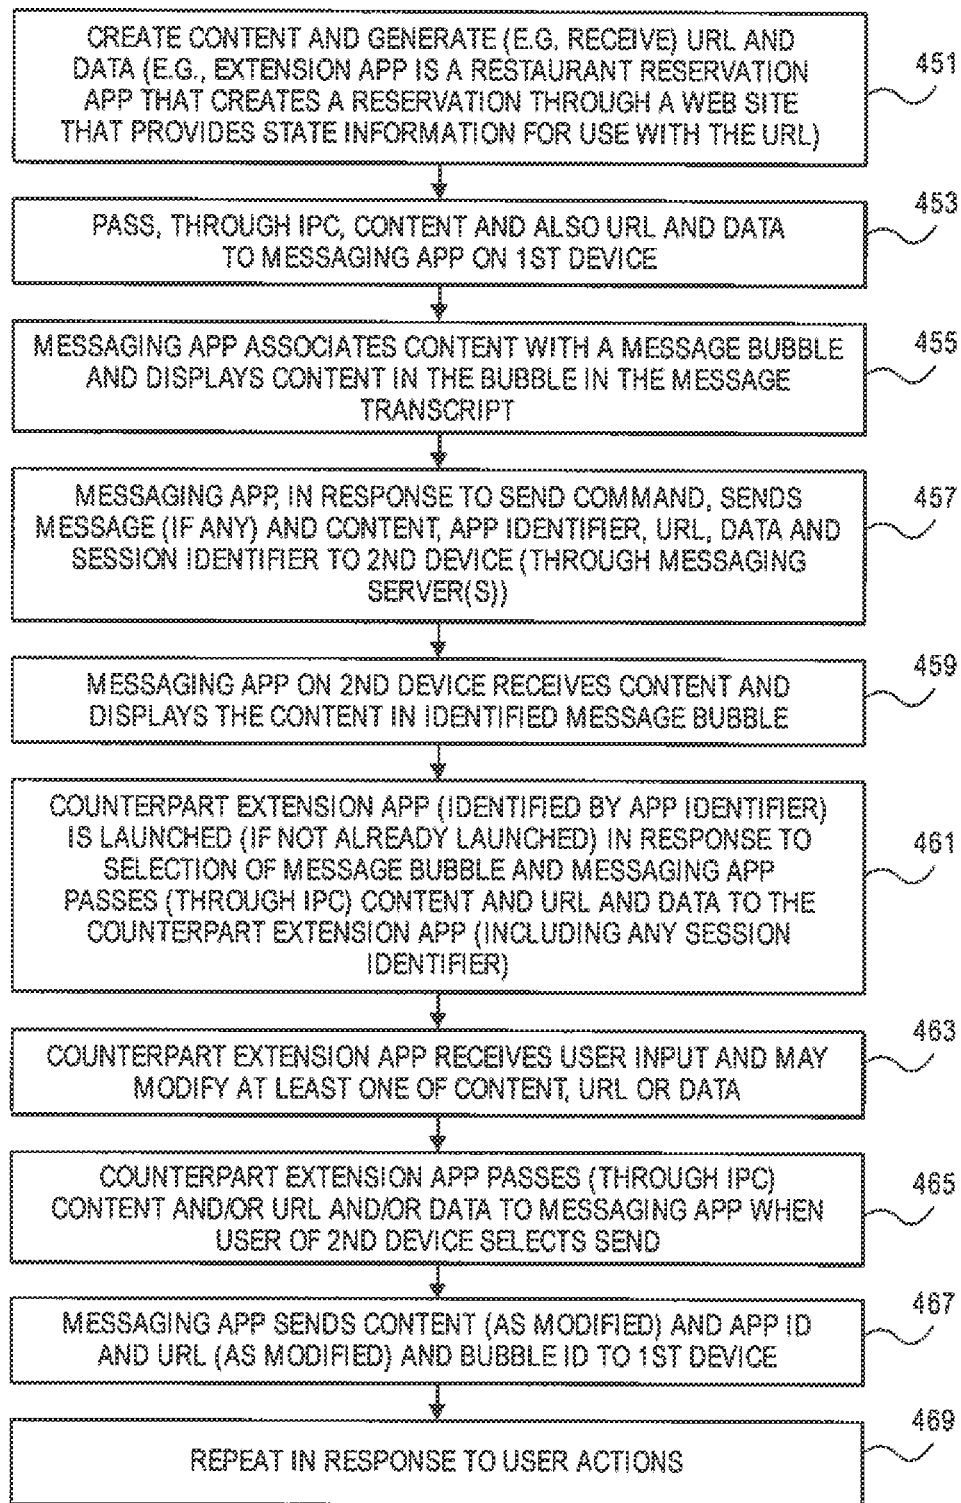 CREATE CONTENT AND GENERATE (E.G. RECEIVE) URL AND
DATA (E.G., EXTENSION APP IS A RESTAURANT RESERVATION
APP THAT CREATES A RESERVATION THROUGH A WEB SITE
THAT PROVIDES STATE INFORMATION FOR USE WITH THE URL)
451
PASS, THROUGH IPC, CONTENT AND ALSO URL AND DATA
TO MESSAGING APP ON 1ST DEVICE
453
MESSAGING APP ASSOCIATES CONTENT WITH A MESSAGE BUBBLE
AND DISPLAYS CONTENT IN THE BUBBLE IN THE MESSAGE
TRANSCRIPT
455
MESSAGING APP, IN RESPONSE TO SEND COMMAND, SENDS
MESSAGE (IF ANY) AND CONTENT, APP IDENTIFIER, URL, DATA AND
SESSION IDENTIFIER TO 2ND DEVICE (THROUGH MESSAGING
SERVER(S))
457
MESSAGING APP ON 2ND DEVICE RECEIVES CONTENT AND
DISPLAYS THE CONTENT IN IDENTIFIED MESSAGE BUBBLE
459
COUNTERPART EXTENSION APP (IDENTIFIED BY APP IDENTIFIER)
IS LAUNCHED (IF NOT ALREADY LAUNCHED) IN RESPONSE TO
SELECTION OF MESSAGE BUBBLE AND MESSAGING APP
PASSES (THROUGH IPC) CONTENT AND URL AND DATA TO THE
COUNTERPART EXTENSION APP (INCLUDING ANY SESSION
IDENTIFIER)
461
COUNTERPART EXTENSION APP RECEIVES USER INPUT AND MAY
MODIFY AT LEAST ONE OF CONTENT, URL OR DATA
463
COUNTERPART EXTENSION APP PASSES (THROUGH IPC)
CONTENT AND/OR URL AND/OR DATA TO MESSAGING APP WHEN
USER OF 2ND DEVICE SELECTS SEND
465
MESSAGING APP SENDS CONTENT (AS MODIFIED) AND APP ID
AND URL (AS MODIFIED) AND BUBBLE ID TO 1ST DEVICE
467
REPEAT IN RESPONSE TO USER ACTIONS
469